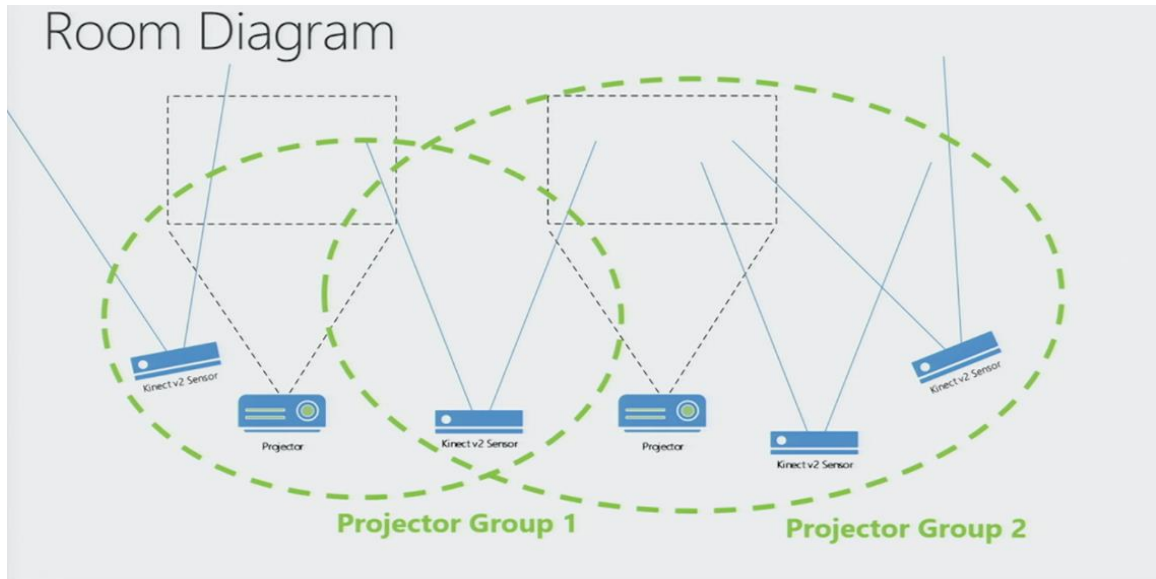 Room Diagram
Kinect v2 Sensor
Projector
Kinect v2 Sensor
Projector
Kinect v2 Sensor
Kinect v2 Sensor
Projector Group 1
Projector Group 2